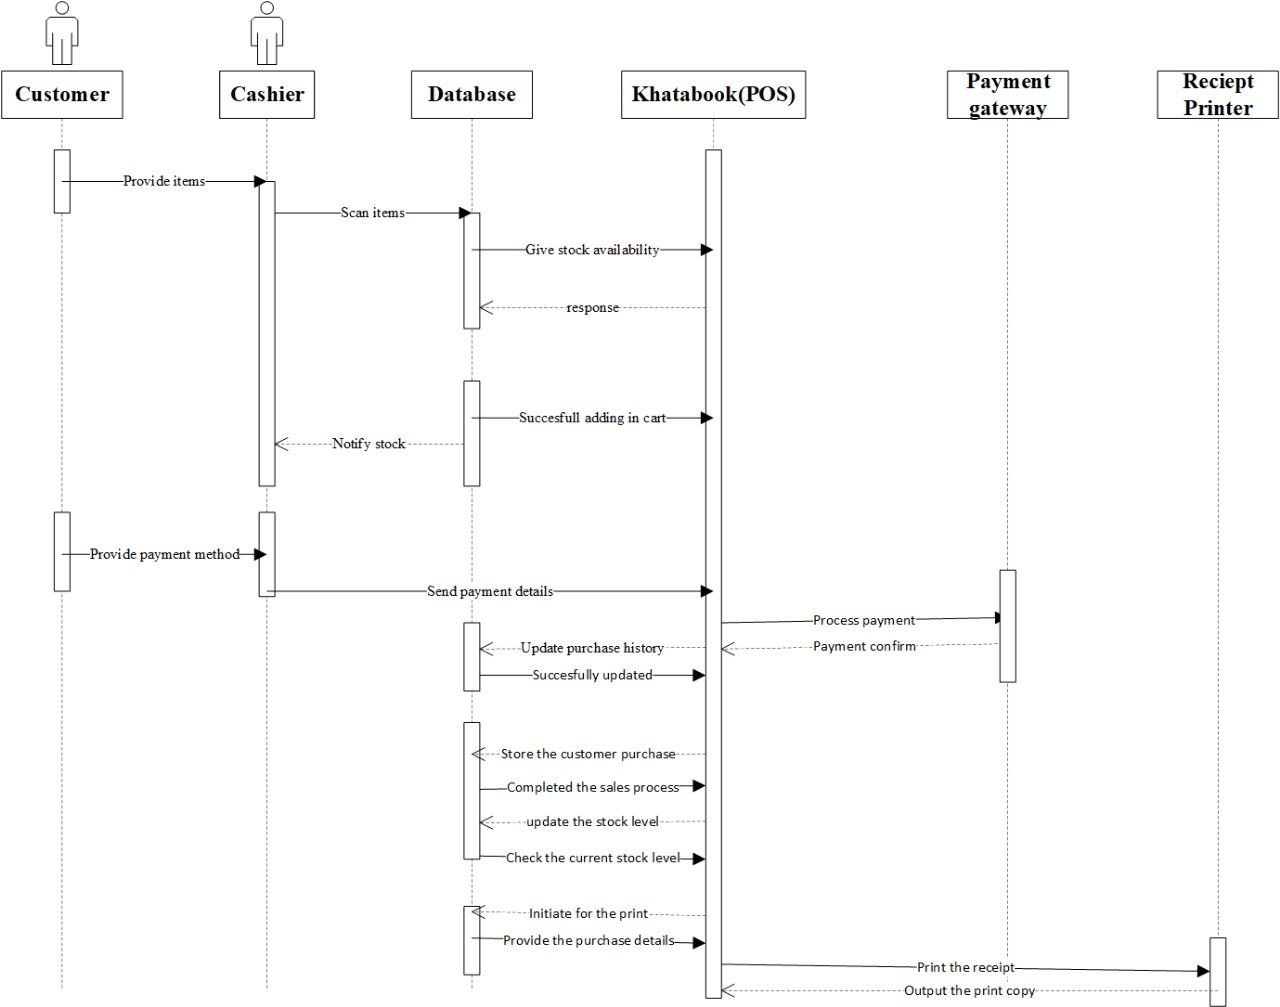 Customer
Cashier
Database
Khatabook(POS)
Payment
gateway
Reciept
Printer
Provide items
Scan items
Give stock availability
response
Succesfull adding in cart
Notify stock
Provide payment method
Send payment details
Process payment
Payment confirm
Update purchase history
Succesfully updated
Store the customer purchase
Completed the sales process
update the stock level
Check the current stock level
Initiate for the print
Provide the purchase details
Print the receipt
Output the print copy